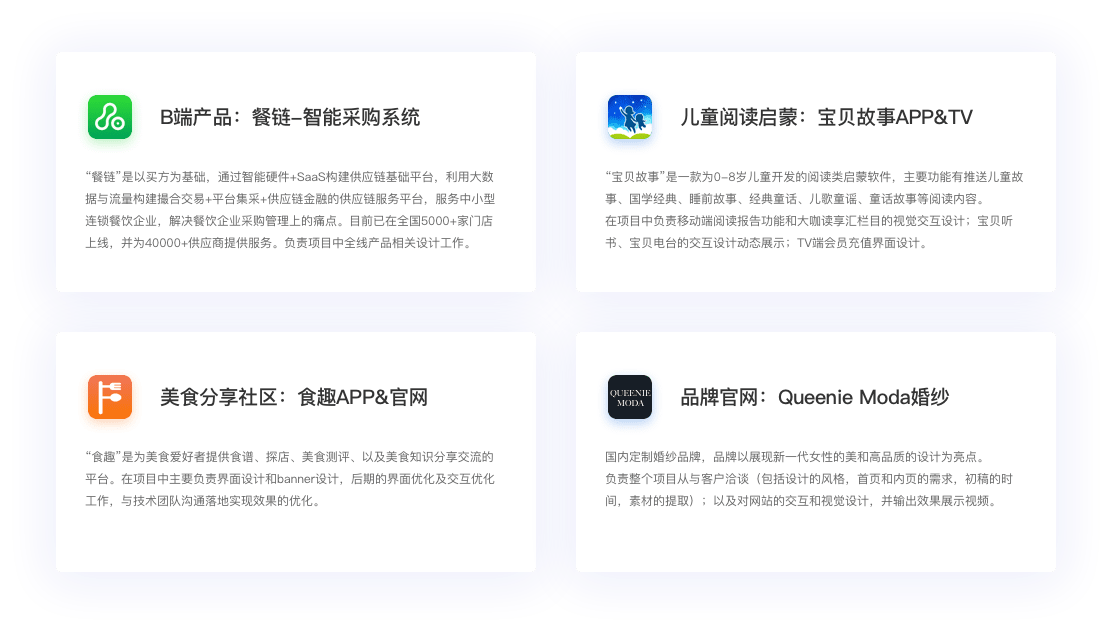 B端产品：餐链-智能采购系统
“餐链”是以买方为基础，通过智能硬件+SaaS构建供应链基础平台，利用大数
据与流量构建撮合交易+平台集采+供应链金融的供应链服务平台，服务中小型
连锁餐饮企业，解决餐饮企业采购管理上的痛点。目前已在全国5000+家门店
上线，并为40000+供应商提供服务。负责项目中全线产品相关设计工作。
儿童阅读启蒙：宝贝故事APP&TV
“宝贝故事”是一款为0-8岁儿童开发的阅读类启蒙软件，主要功能有推送儿童故
事、国学经典、睡前故事、经典童话、儿歌童谣、童话故事等阅读内容。
在项目中负责移动端阅读报告功能和大咖读享汇栏目的视觉交互设计；宝贝听
书、宝贝电台的交互设计动态展示；TV端会员充值界面设计。
美食分享社区：食趣APP&官网
“食趣”是为美食爱好者提供食谱、探店、美食测评、以及美食知识分享交流的
平台。在项目中主要负责界面设计和banner设计，后期的界面优化及交互优化
工作，与技术团队沟通落地实现效果的优化。
QUEENIE
MODA
品牌官网：Queenie Moda婚纱
国内定制婚纱品牌，品牌以展现新一代女性的美和高品质的设计为亮点。
负责整个项目从与客户洽谈（包括设计的风格，首页和内页的需求，初稿的时
间，素材的提取）；以及对网站的交互和视觉设计，并输出效果展示视频。